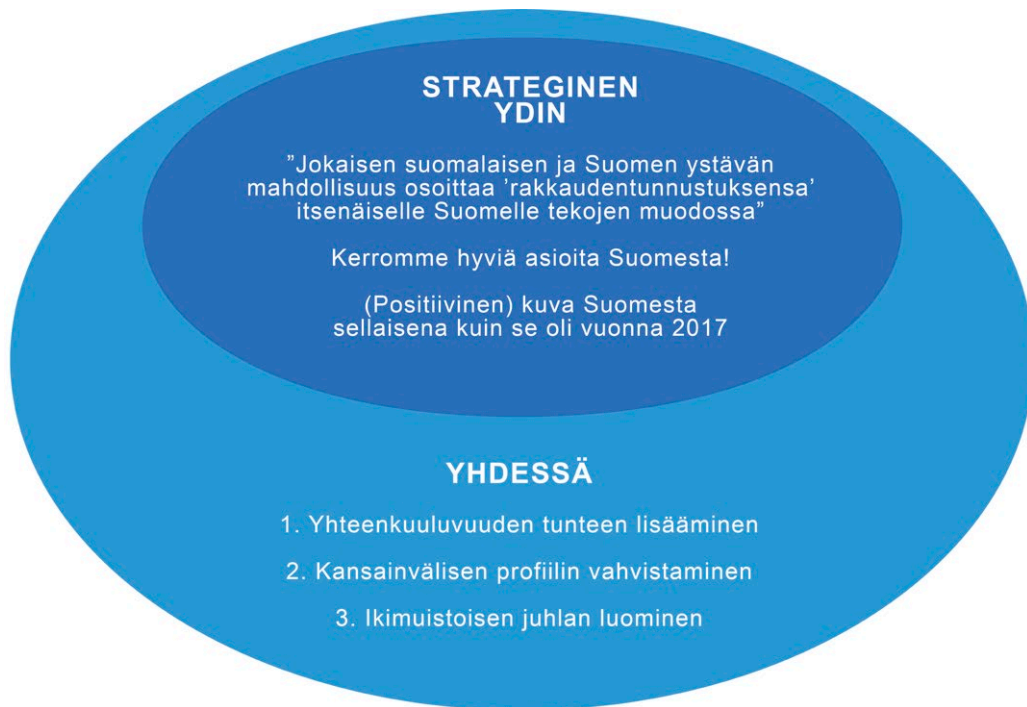 STRATEGINEN
YDIN
”Jokaisen suomalaisen ja Suomen ystävän
mahdollisuus osoittaa ’rakkaudentunnustuksensa’
itsenäiselle Suomelle tekojen muodossa”
Kerromme hyviä asioita Suomesta!
(Positiivinen) kuva Suomesta
sellaisena kuin se oli vuonna 2017
YHDESSÄ
1. Yhteenkuuluvuuden tunteen lisääminen
2. Kansainvälisen profiilin vahvistaminen
3. Ikimuistoisen juhlan luominen